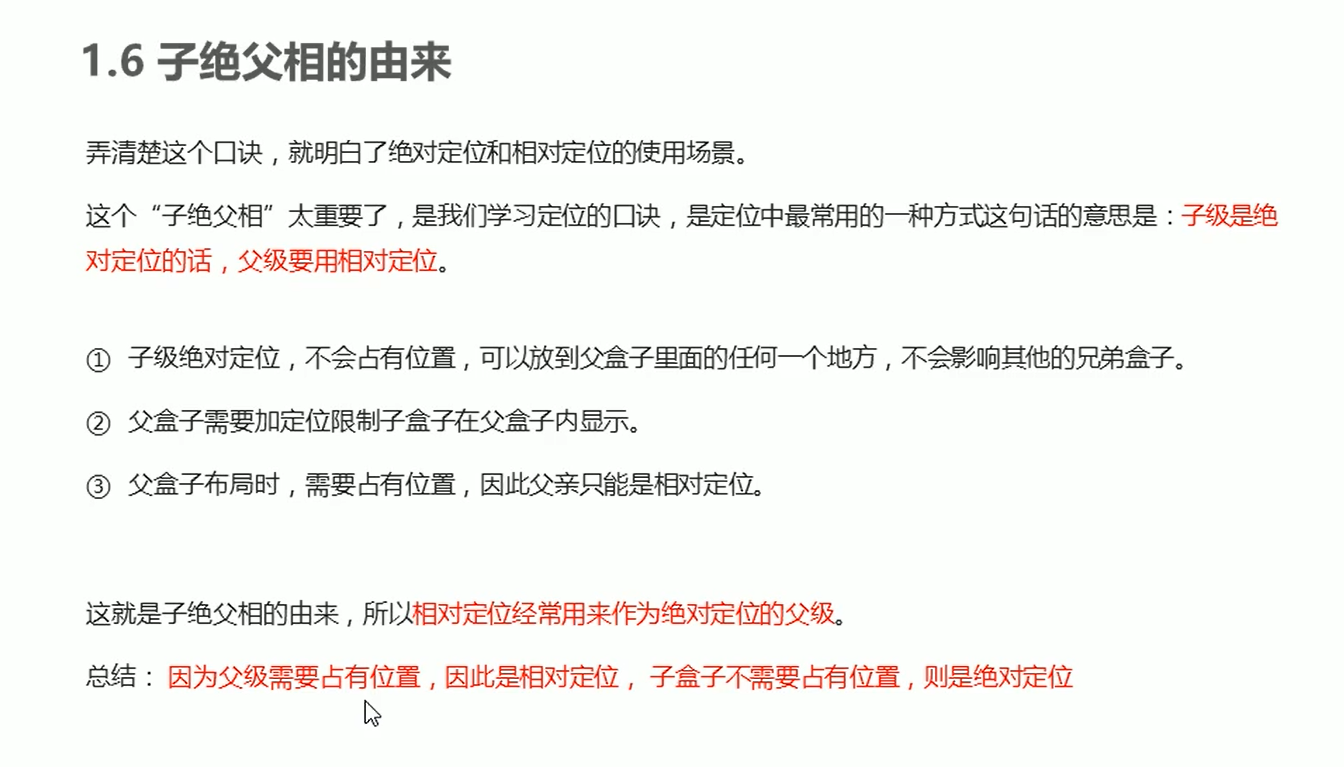 1.6 子绝父相的由来
弄清楚这个口诀，就明白了绝对定位和相对定位的使用场景。
这个“子绝父相”太重要了，是我们学习定位的口诀，是定位中最常用的一种方式这句话的意思是：子级是绝
对定位的话，父级要用相对定位。
① 子级绝对定位，不会占有位置，可以放到父盒子里面的任何一个地方，不会影响其他的兄弟盒子。
② 父盒子需要加定位限制子盒子在父盒子内显示。
③ 父盒子布局时，需要占有位置，因此父亲只能是相对定位。
这就是子绝父相的由来，所以相对定位经常用来作为绝对定位的父级。
总结： 因为父级需要占有位置，因此是相对定位， 子盒子不需要占有位置，则是绝对定位